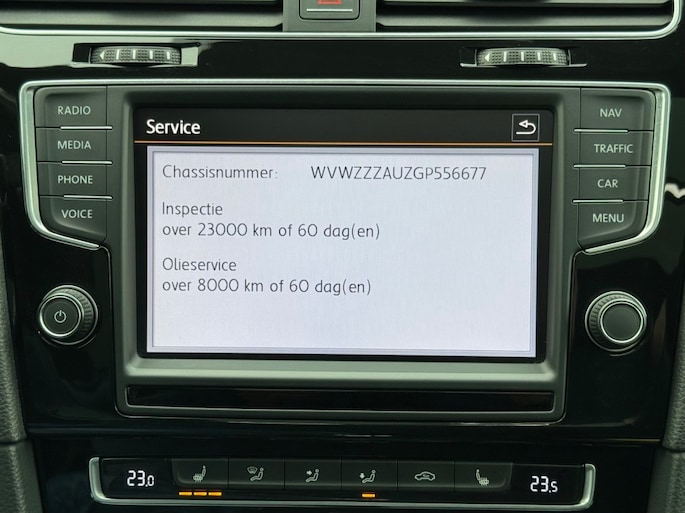 RADIO
MEDIA
PHONE
VOICE
Service
Chassisnummer: WVWZZZAUZGP556677
Inspectie
over 23000 km of 60 dag(en)
Olieservice
over 8000 km of 60 dag(en)
NAV
TRAFFIC
CAR
MENU
23.0
23.5